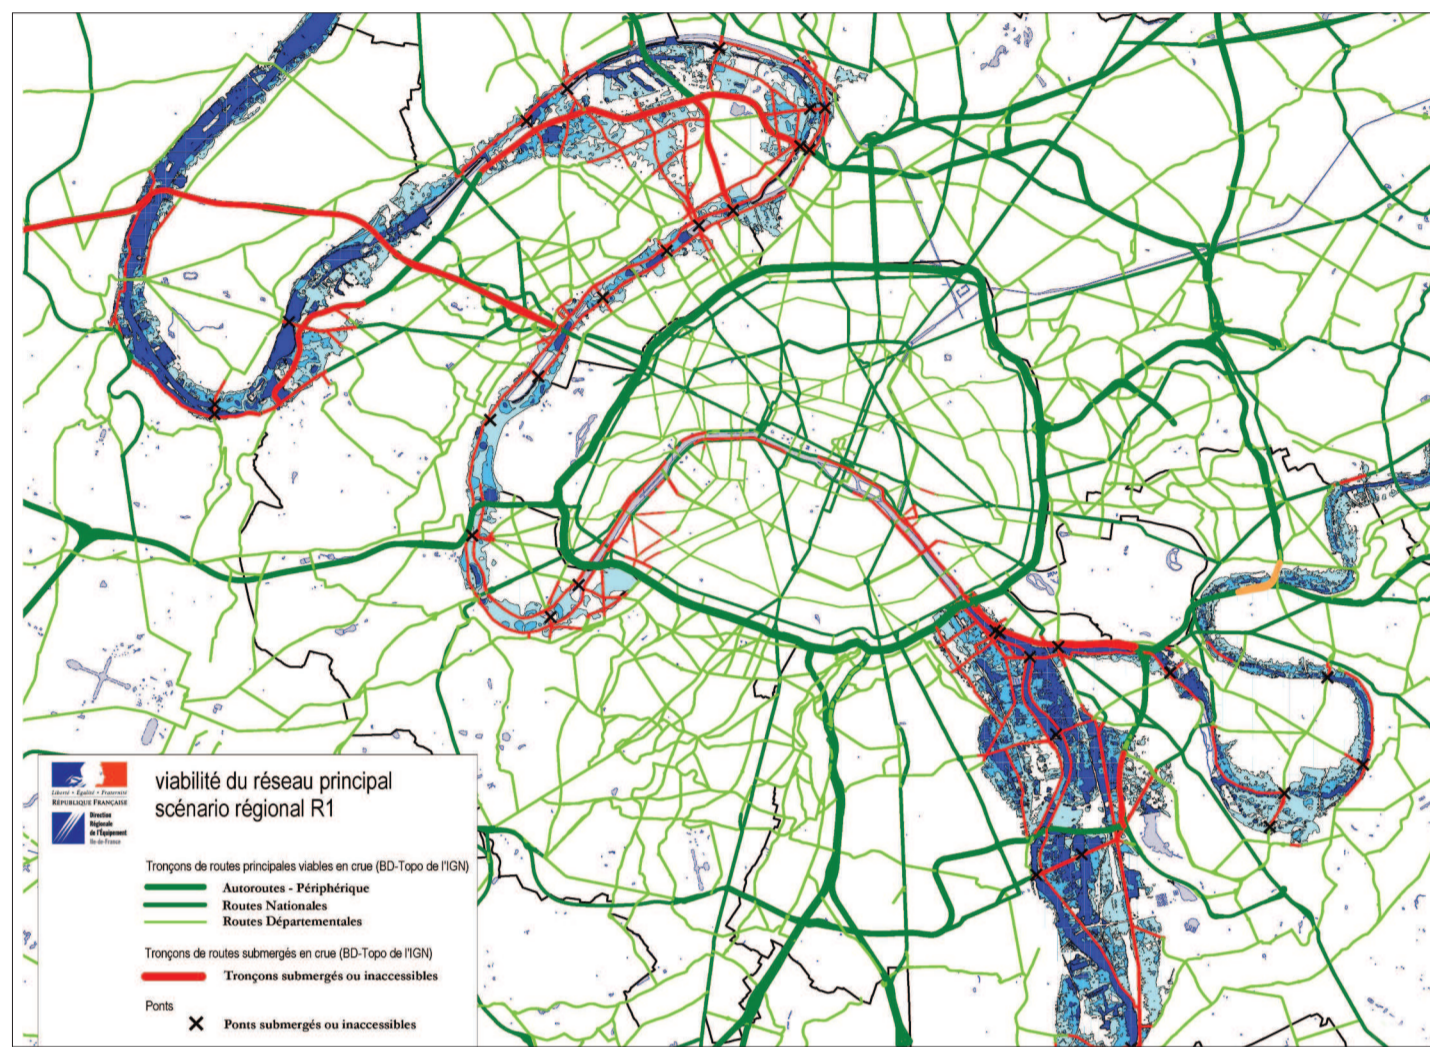 viabilité du réseau principal
scénario régional R1
Liberté • Égalité • Fraternité
RÉPUBLIQUE FRANÇAISE
Direction
Régionale
de l'Équipement
Ile-de-France
Tronçons de routes principales viables en crue (BD-Topo de l'IGN)
Autoroutes - Périphérique
Routes Nationales
Routes Départementales
Tronçons de routes submergés en crue (BD-Topo de l'IGN)
Tronçons submergés ou inaccessibles
Ponts
Ponts submergés ou inaccessibles